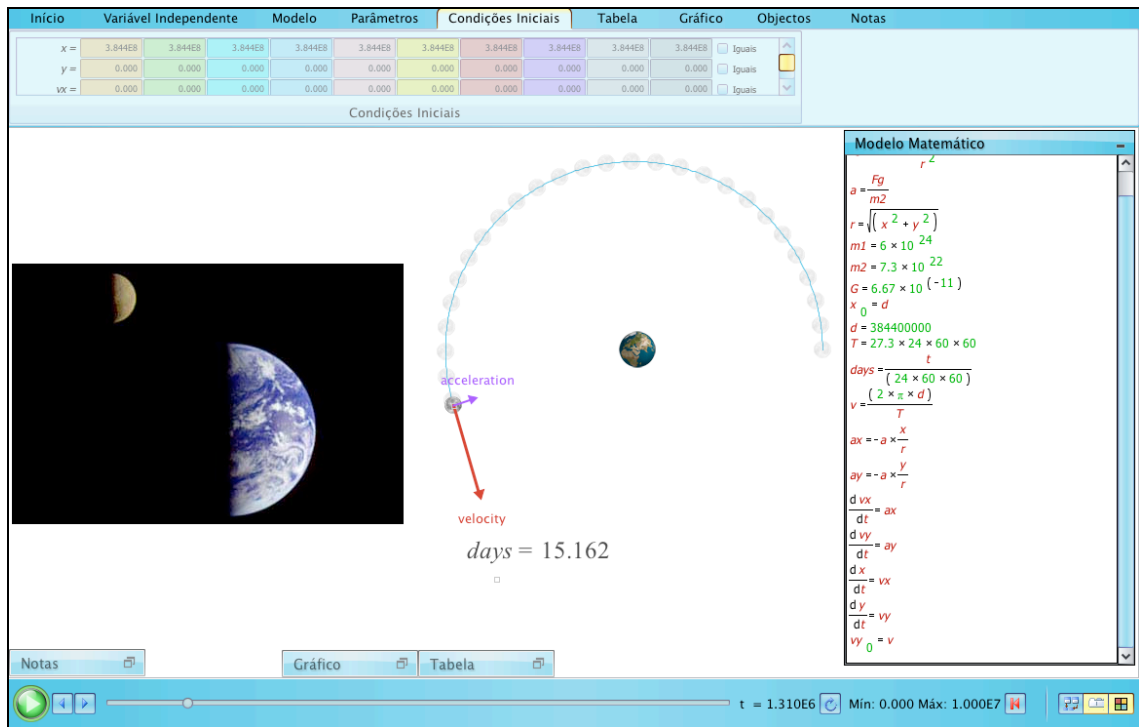 Início Variável Independente Modelo Parâmetros Condições Iniciais Tabela Gráfico Objectos Notas
x = 3.844E8 3.844E8 3.844E8 3.844E8 3.844E8 3.844E8 3.844E8 3.844E8 3.844E8 3.844E8 Iguais
y = 0.000 0.000 0.000 0.000 0.000 0.000 0.000 0.000 0.000 0.000 Iguais
vx = 0.000 0.000 0.000 0.000 0.000 0.000 0.000 0.000 0.000 0.000 Iguais
Condições Iniciais
Modelo Matemático
r 2
a = Fg
m2
r = √( x 2 + y 2 )
m1 = 6 × 10 24
m2 = 7.3 × 10 22
G = 6.67 × 10 (-11)
x 0 = d
d = 384400000
T = 27.3 × 24 × 60 × 60
days = t
( 24 × 60 × 60 )
v = ( 2 × π × d )
T
ax = -a × x
r
ay = -a × y
r
d vx
dt = ax
d vy
dt = ay
d x
dt = vx
d y
dt = vy
vy 0 = v
acceleration
velocity
days = 15.162
Notas Gráfico Tabela
t = 1.310E6 Mín: 0.000 Máx: 1.000E7